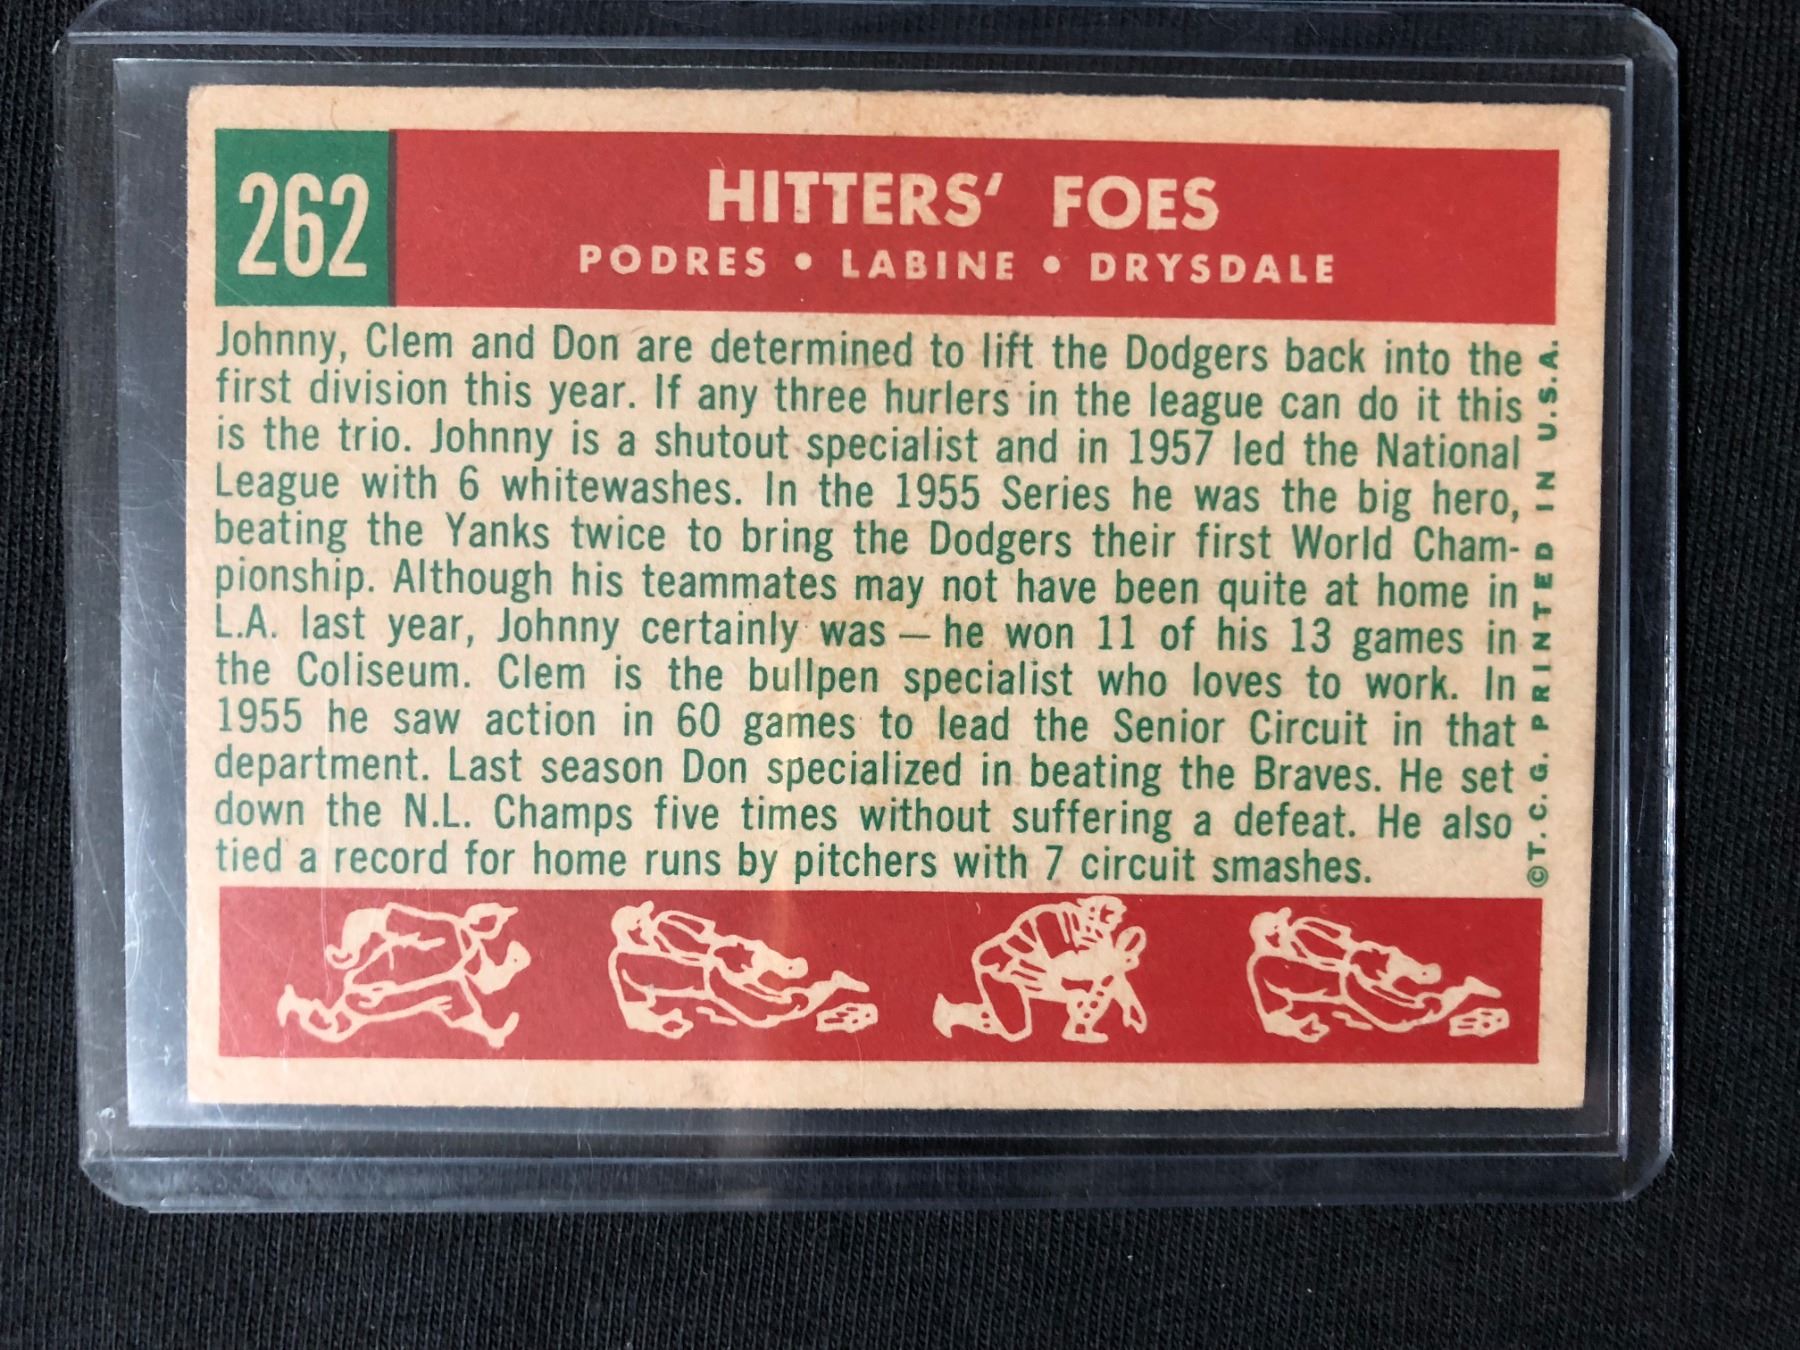 262
HITTERS' FOES
PODRES • LABINE • DRYSDALE
Johnny, Clem and Don are determined to lift the Dodgers back into the
first division this year. If any three hurlers in the league can do it this
is the trio. Johnny is a shutout specialist and in 1957 led the National
League with 6 whitewashes. In the 1955 Series he was the big hero,
beating the Yanks twice to bring the Dodgers their first World Cham-
pionship. Although his teammates may not have been quite at home in
L.A. last year, Johnny certainly was — he won 11 of his 13 games in
the Coliseum. Clem is the bullpen specialist who loves to work. In
1955 he saw action in 60 games to lead the Senior Circuit in that
department. Last season Don specialized in beating the Braves. He set
down the N.L. Champs five times without suffering a defeat. He also
tied a record for home runs by pitchers with 7 circuit smashes.
©T.C.G. PRINTED IN U.S.A.